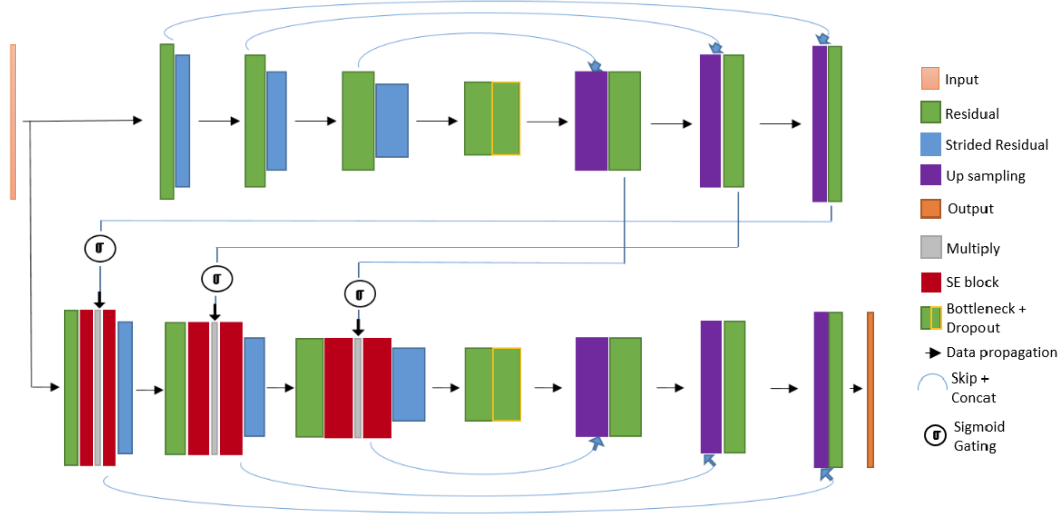 Input
Residual
Strided Residual
Up sampling
Output
Multiply
SE block
Bottleneck +
Dropout
Data propagation
Skip +
Concat
Sigmoid
Gating
σ
σ
σ
σ